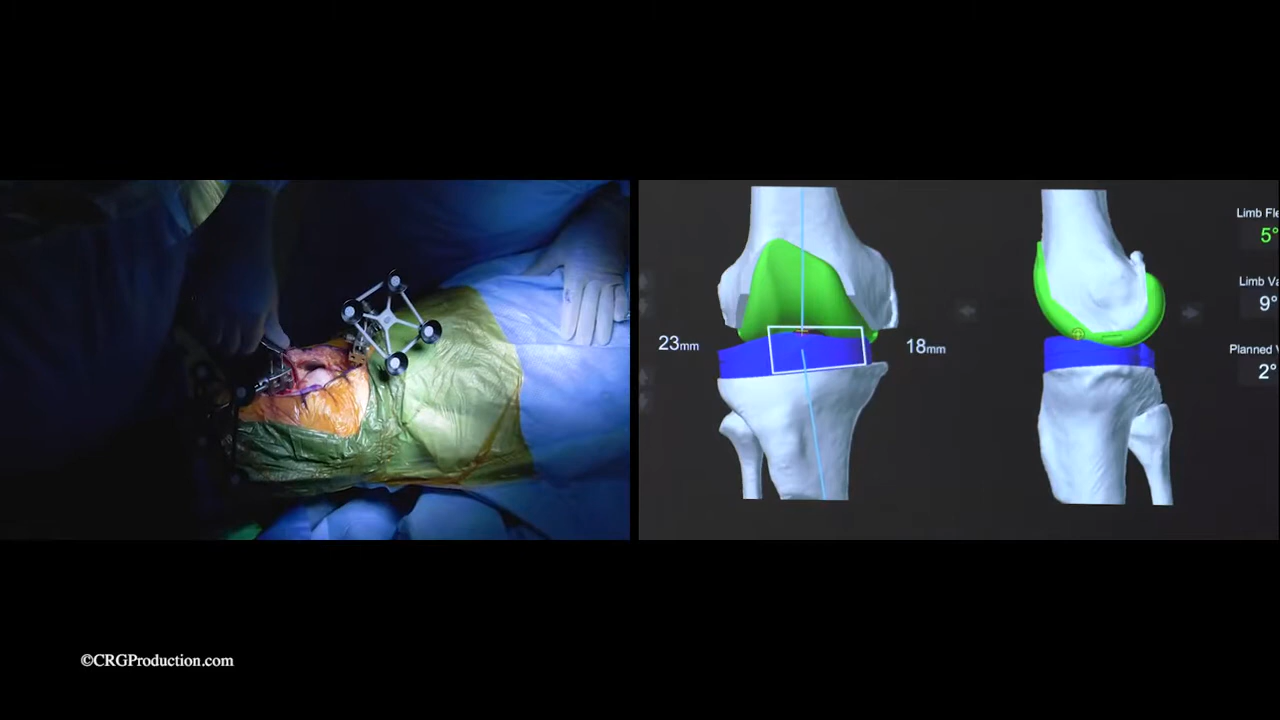 Limb Fle
5°
Limb Va
9°
23mm
18mm
Planned V
2°
©CRGProduction.com